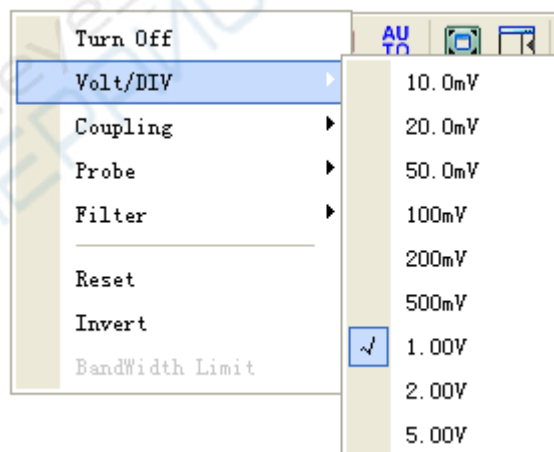 AUTO
Turn Off
Volt/DIV
Coupling
Probe
Filter
Reset
Invert
BandWidth Limit
10.0mV
20.0mV
50.0mV
100mV
200mV
500mV
1.00V
2.00V
5.00V